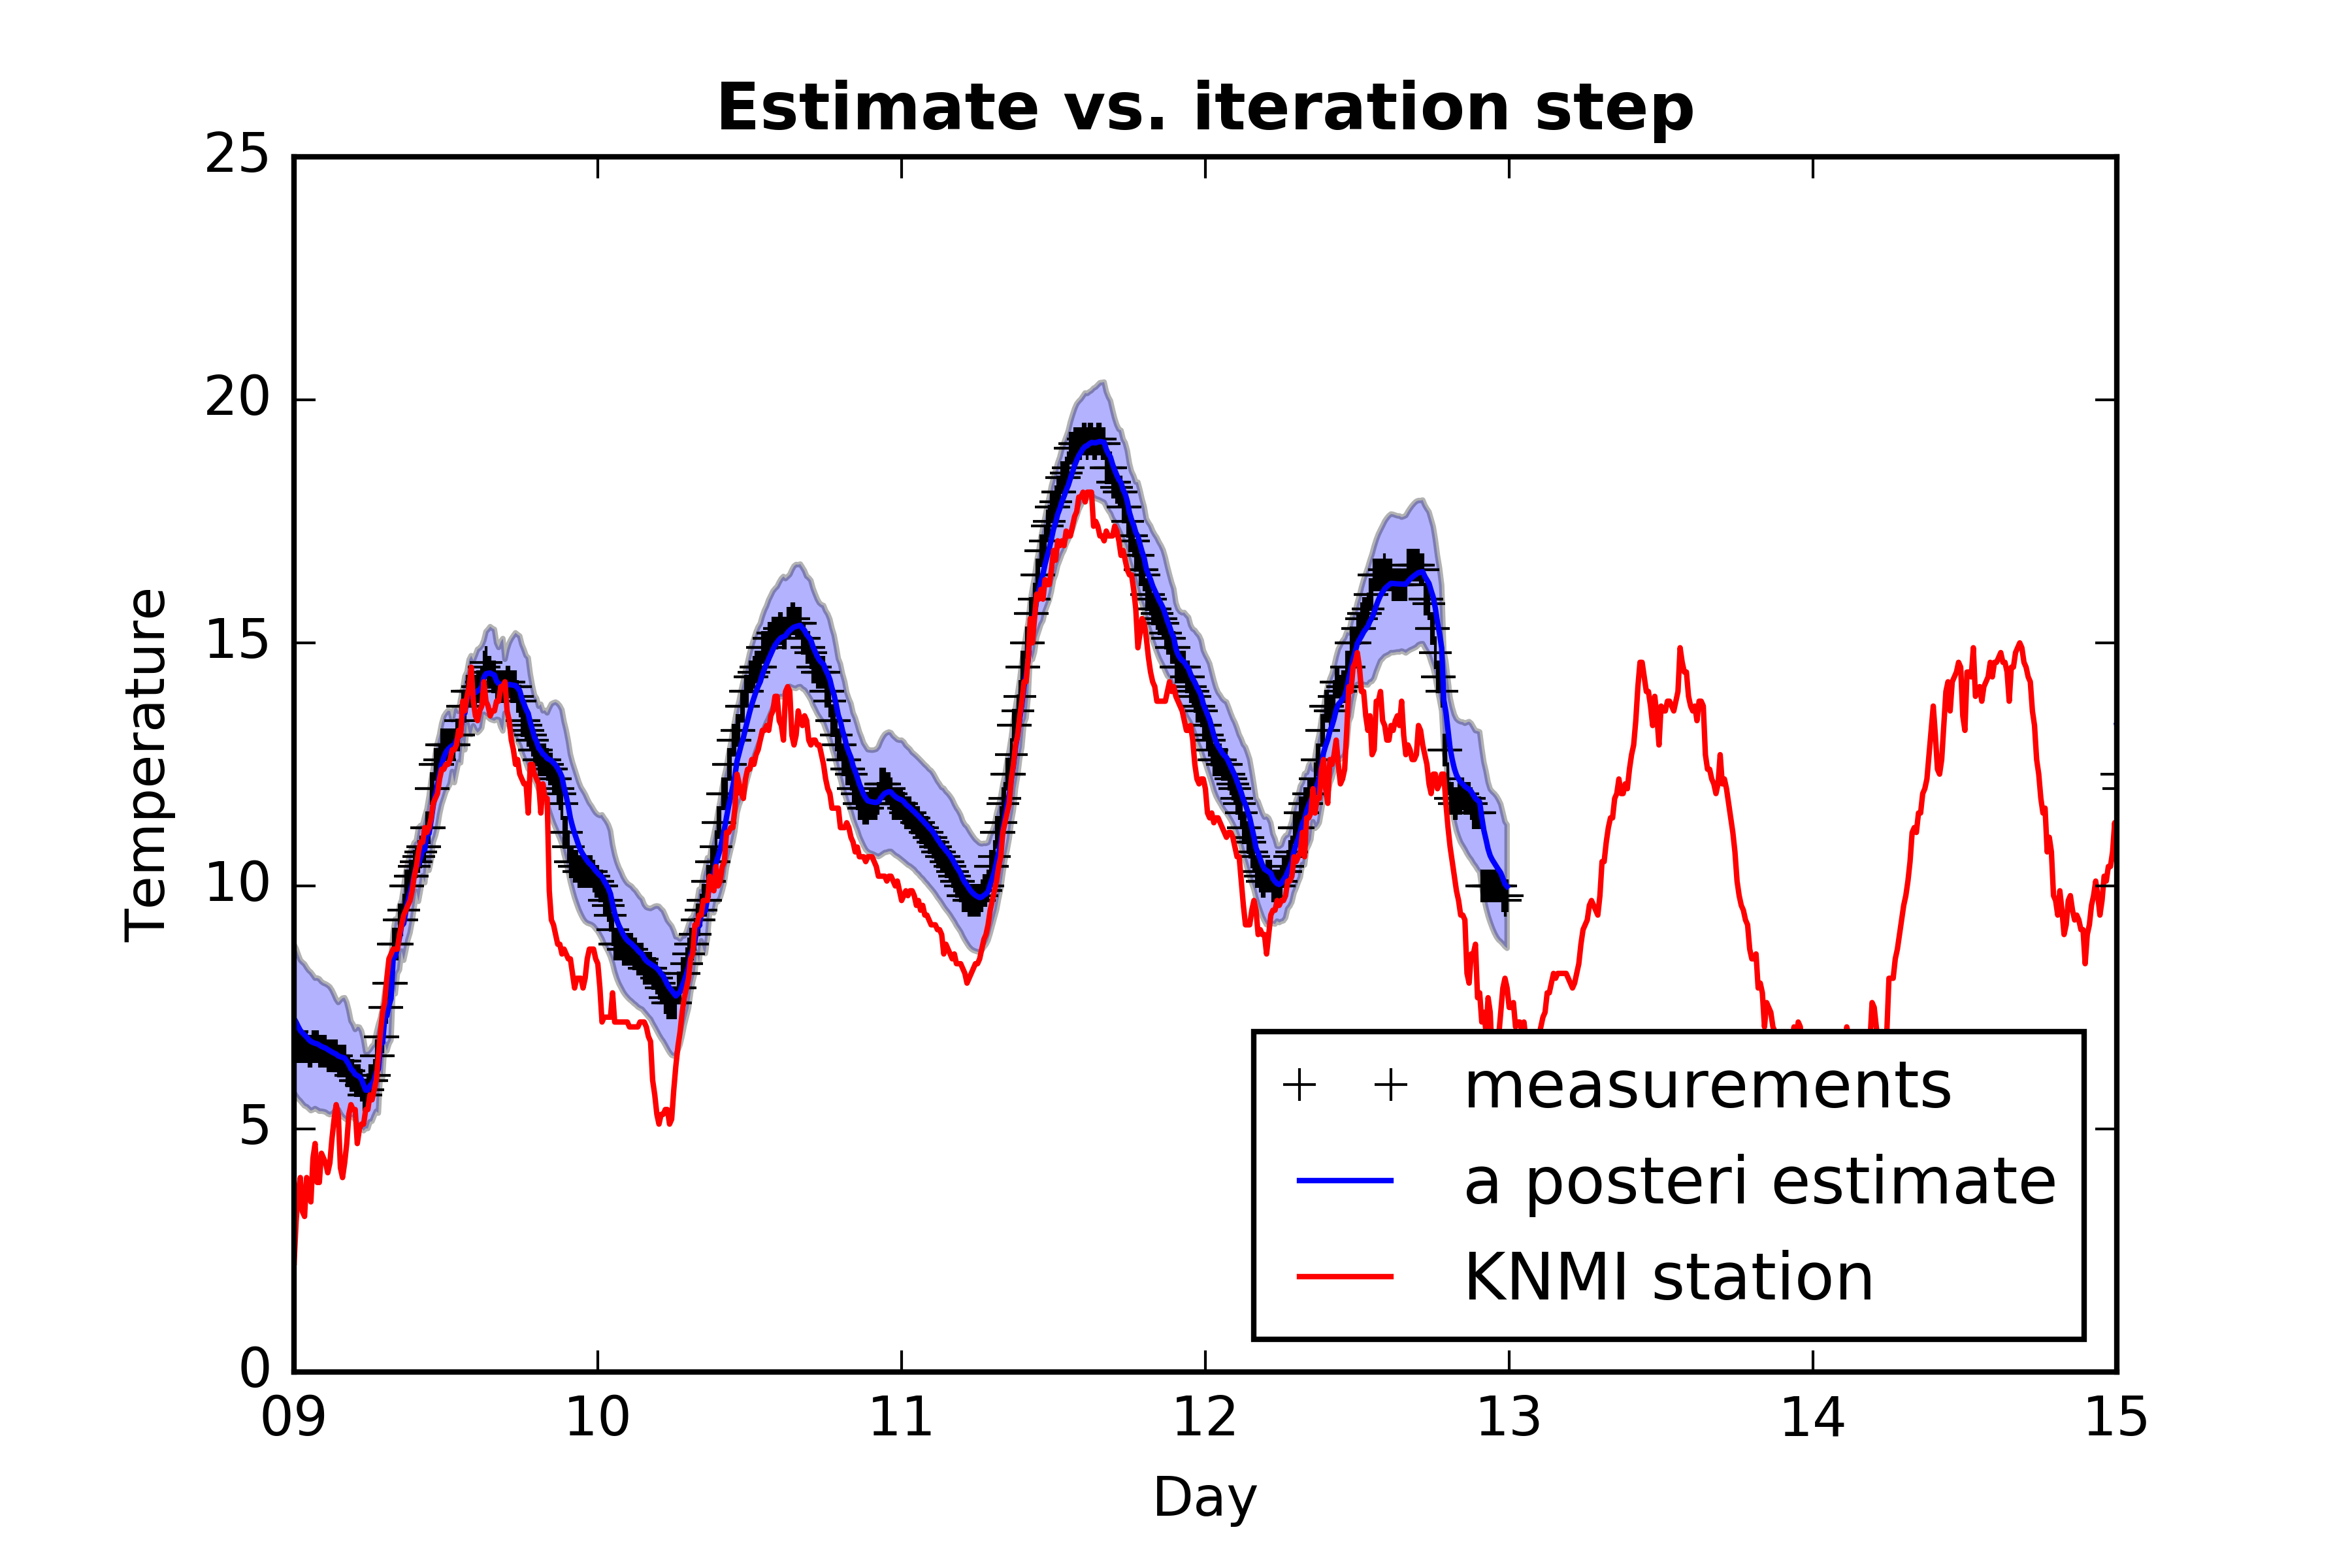 Estimate vs. iteration step
25
20
15
10
5
0
Temperature
09 10 11 12 13 14 15
Day
measurements
a posteri estimate
KNMI station